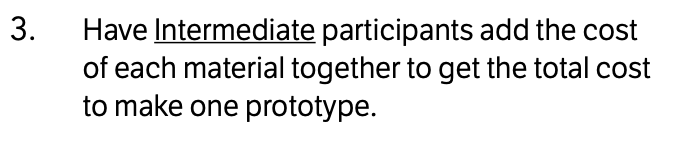 3. Have Intermediate participants add the cost
of each material together to get the total cost
to make one prototype.